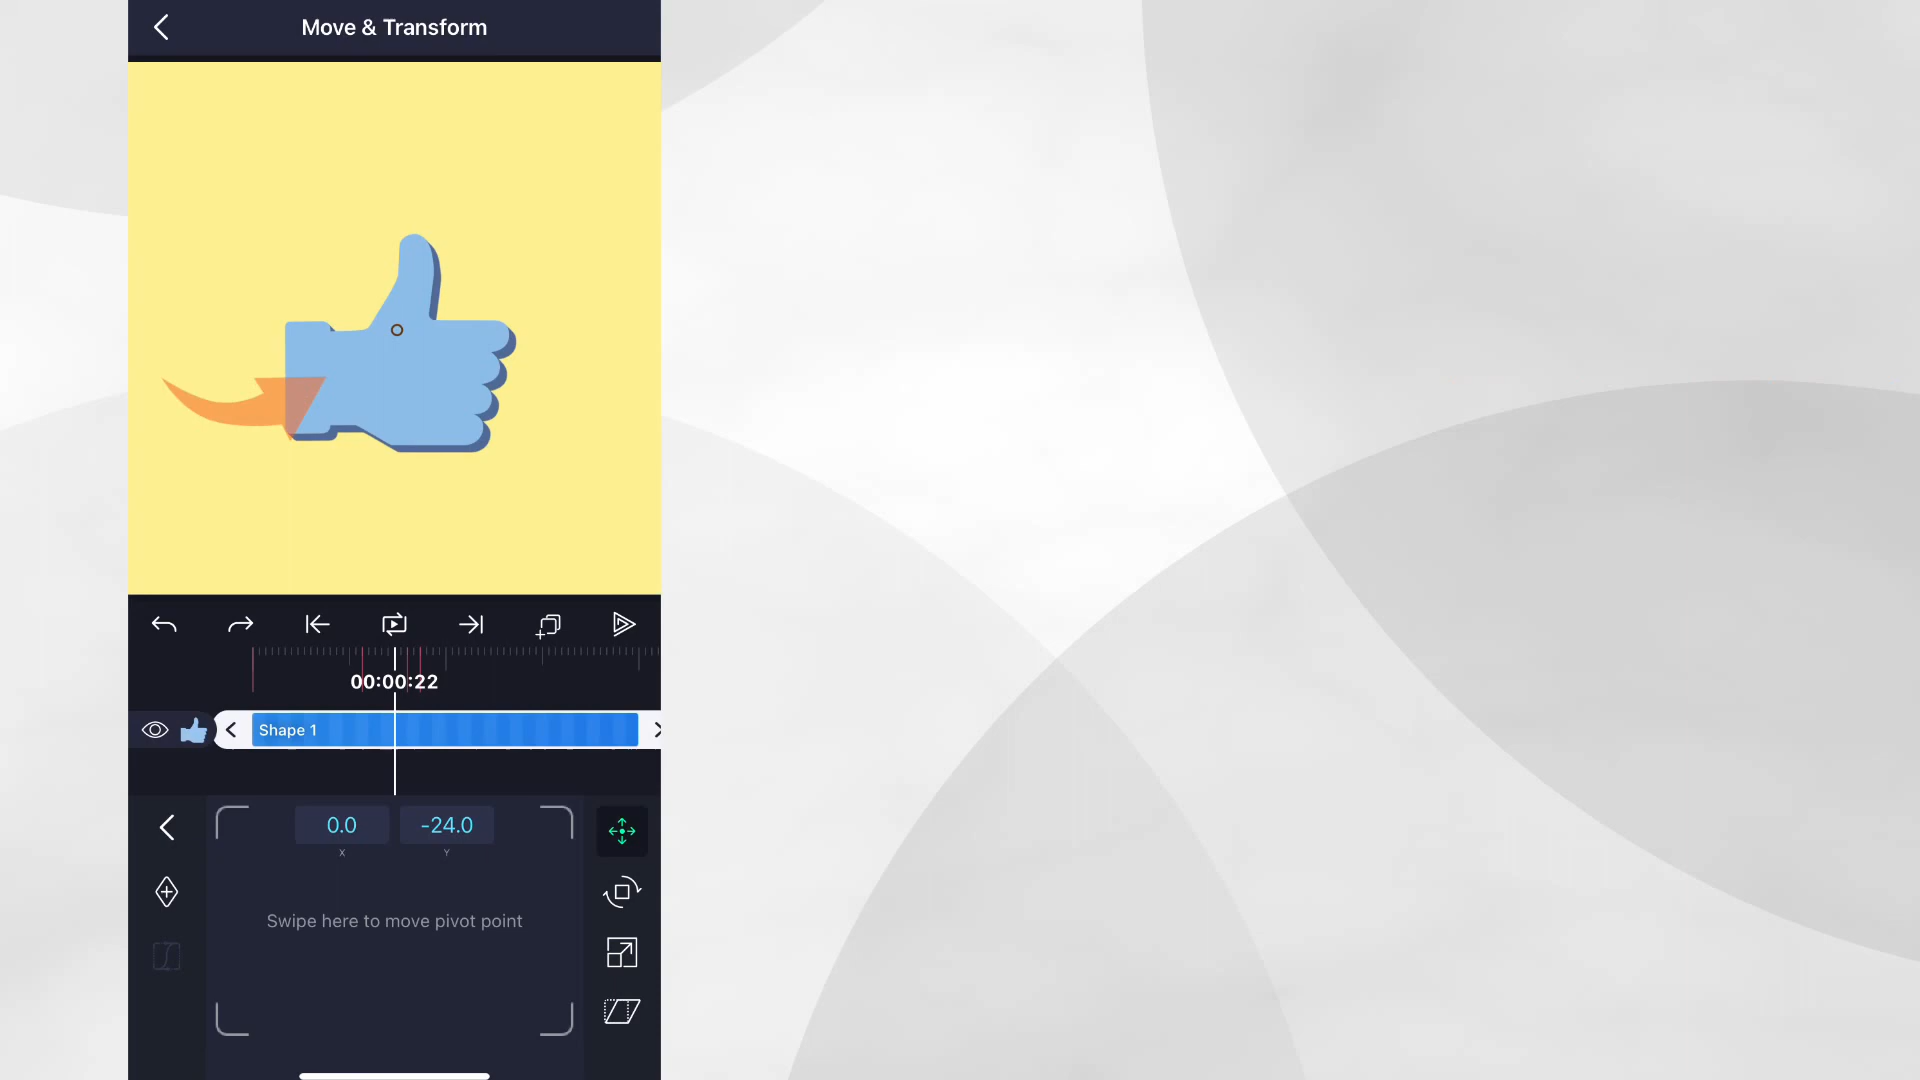 Move & Transform
00:00:22
Shape 1
0.0
-24.0
X
Y
Swipe here to move pivot point